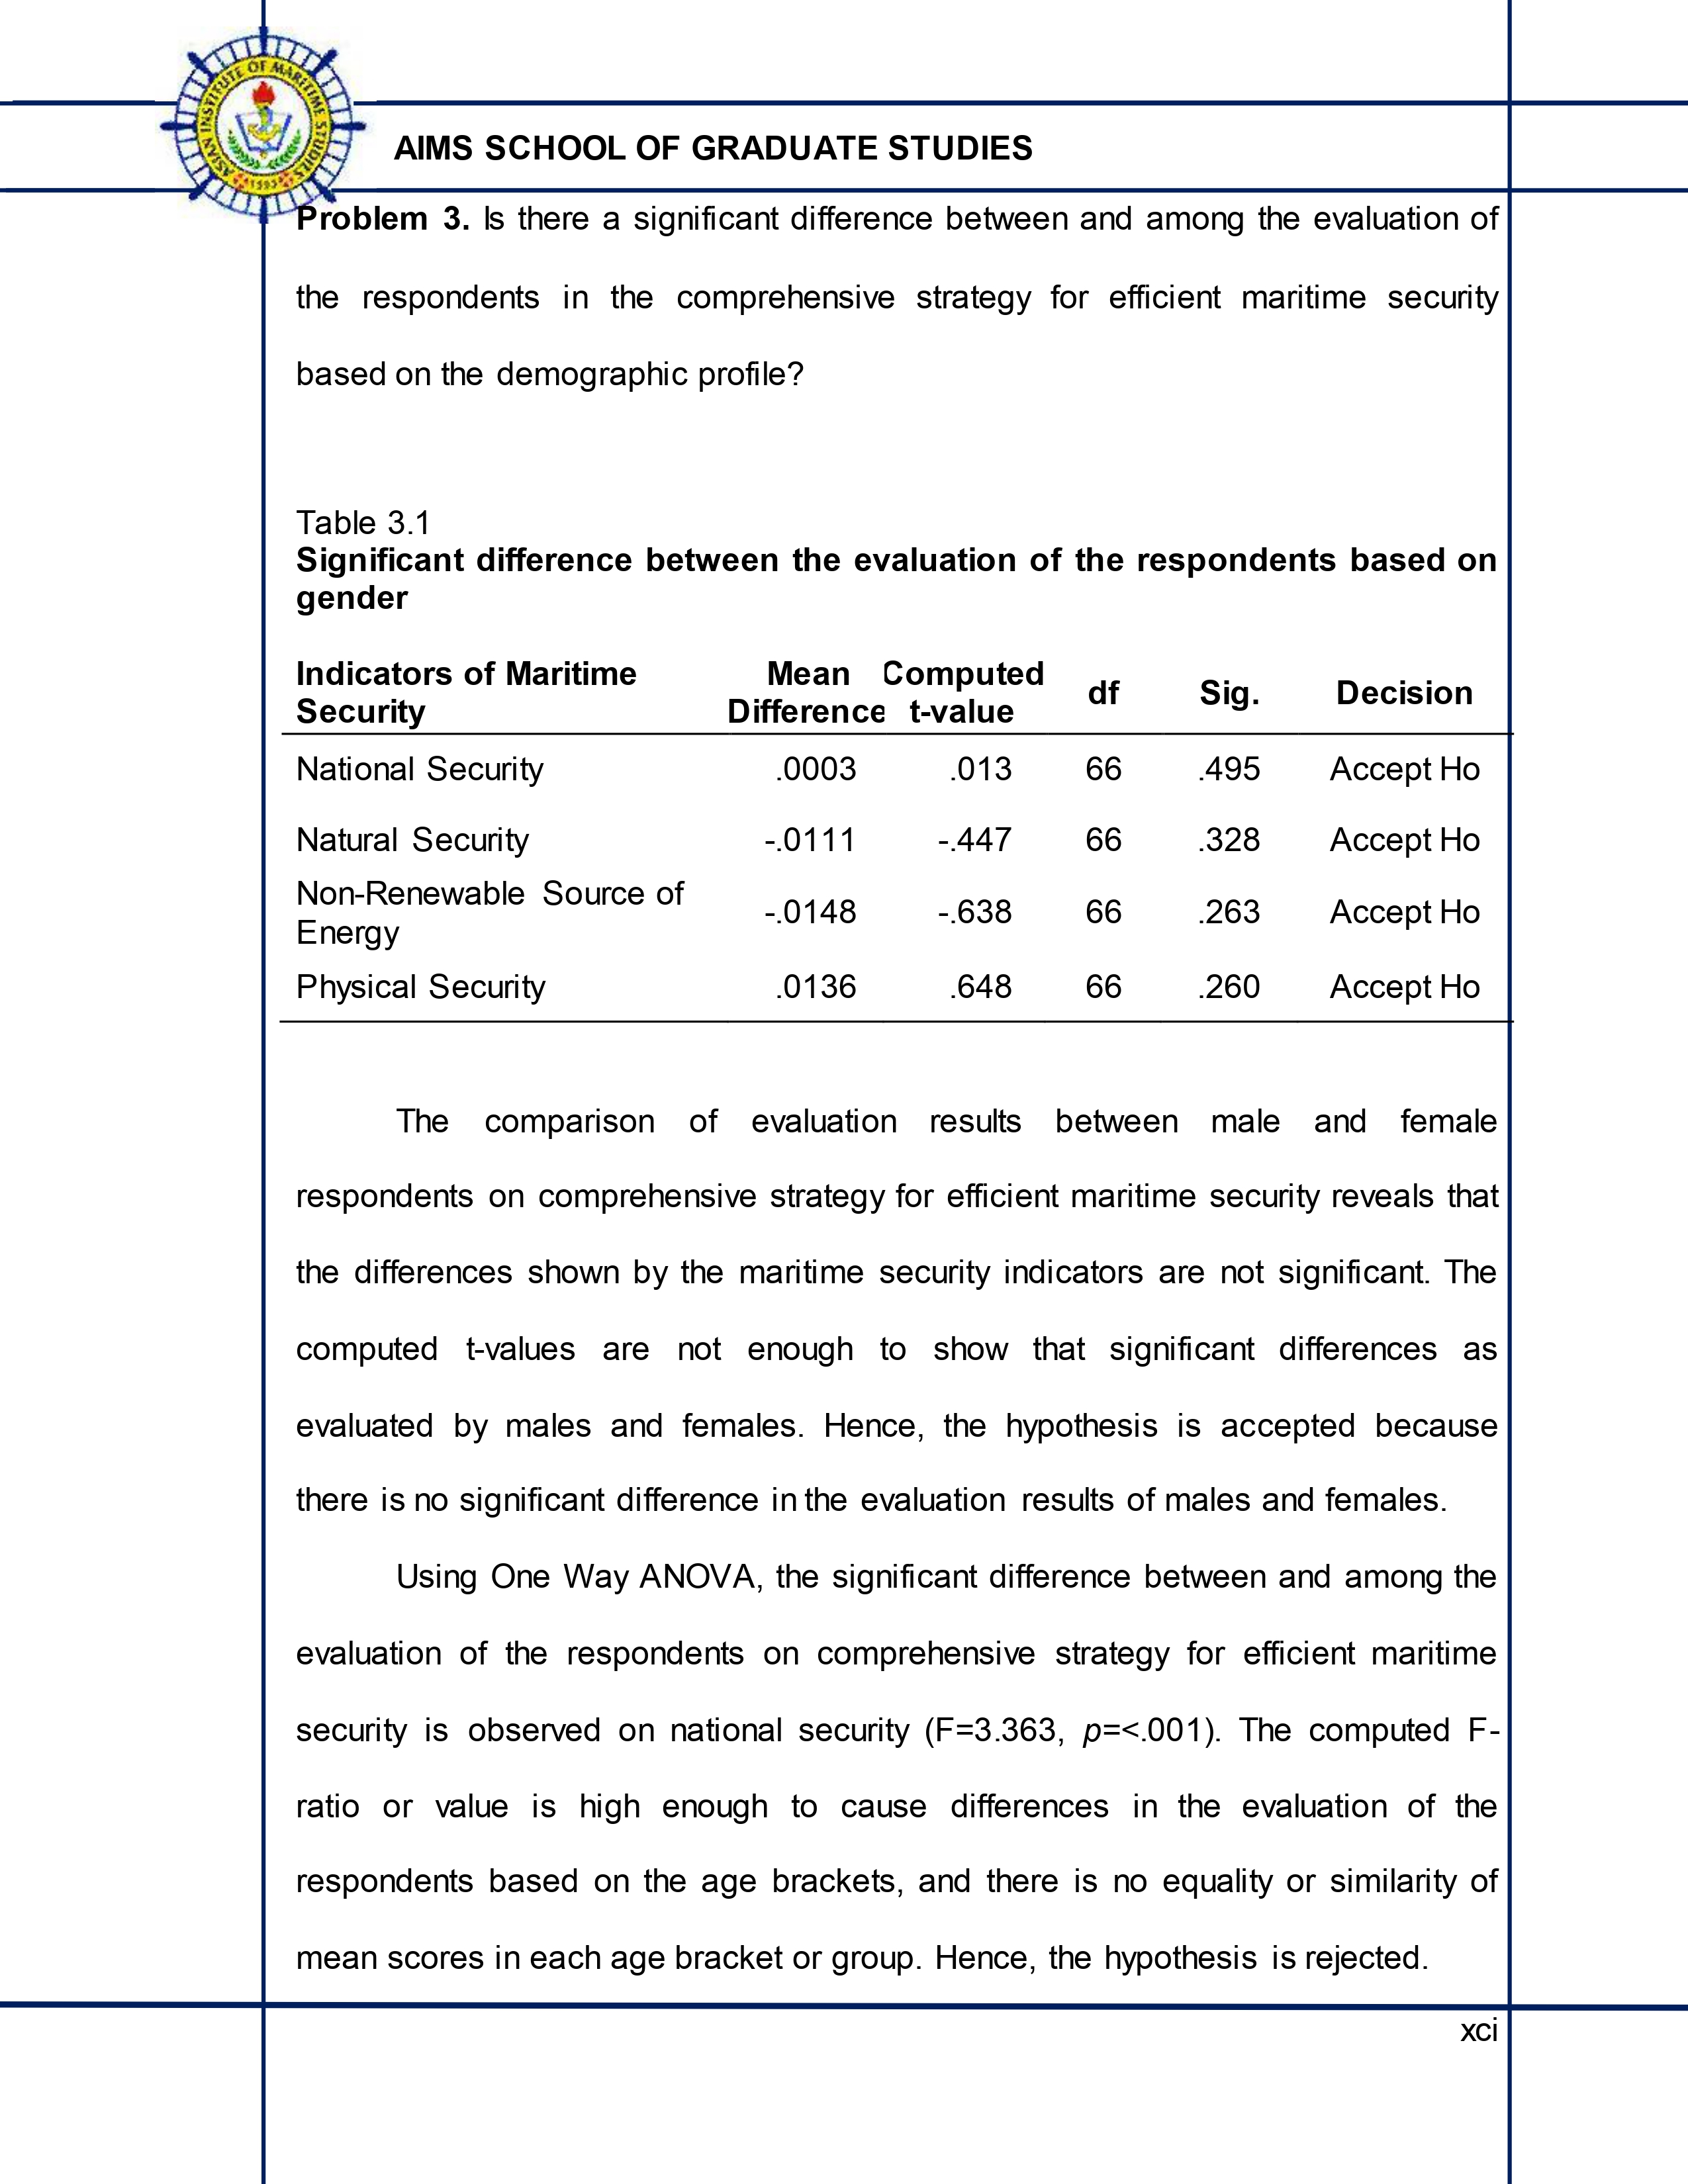 ASIAN INSTITUTE OF MARITIME STUDIES
1993
AIMS SCHOOL OF GRADUATE STUDIES
Problem 3. Is there a significant difference between and among the evaluation of
the respondents in the comprehensive strategy for efficient maritime security
based on the demographic profile?
Table 3.1
Significant difference between the evaluation of the respondents based on
gender
Indicators of Maritime Security Mean Difference Computed t-value df Sig. Decision
National Security .0003 .013 66 .495 Accept Ho
Natural Security -.0111 -.447 66 .328 Accept Ho
Non-Renewable Source of Energy -.0148 -.638 66 .263 Accept Ho
Physical Security .0136 .648 66 .260 Accept Ho
The comparison of evaluation results between male and female
respondents on comprehensive strategy for efficient maritime security reveals that
the differences shown by the maritime security indicators are not significant. The
computed t-values are not enough to show that significant differences as
evaluated by males and females. Hence, the hypothesis is accepted because
there is no significant difference in the evaluation results of males and females.
Using One Way ANOVA, the significant difference between and among the
evaluation of the respondents on comprehensive strategy for efficient maritime
security is observed on national security (F=3.363, p=<.001). The computed F-
ratio or value is high enough to cause differences in the evaluation of the
respondents based on the age brackets, and there is no equality or similarity of
mean scores in each age bracket or group. Hence, the hypothesis is rejected.
xci